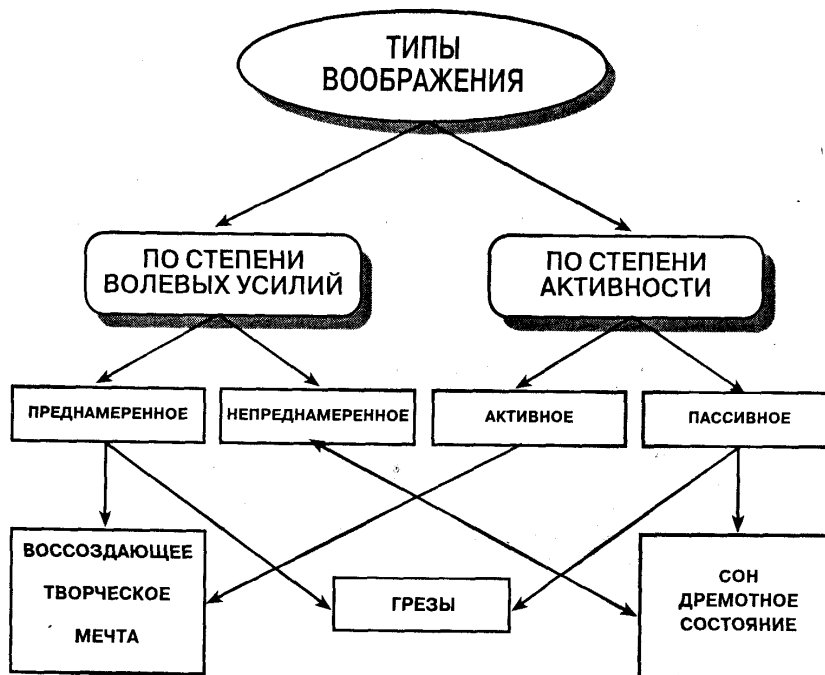 ТИПЫ
ВООБРАЖЕНИЯ
ПО СТЕПЕНИ
ВОЛЕВЫХ УСИЛИЙ
ПО СТЕПЕНИ
АКТИВНОСТИ
ПРЕДНАМЕРЕННОЕ
НЕПРЕДНАМЕРЕННОЕ
АКТИВНОЕ
ПАССИВНОЕ
ВОССОЗДАЮЩЕЕ
ТВОРЧЕСКОЕ
МЕЧТА
ГРЕЗЫ
СОН
ДРЕМОТНОЕ
СОСТОЯНИЕ